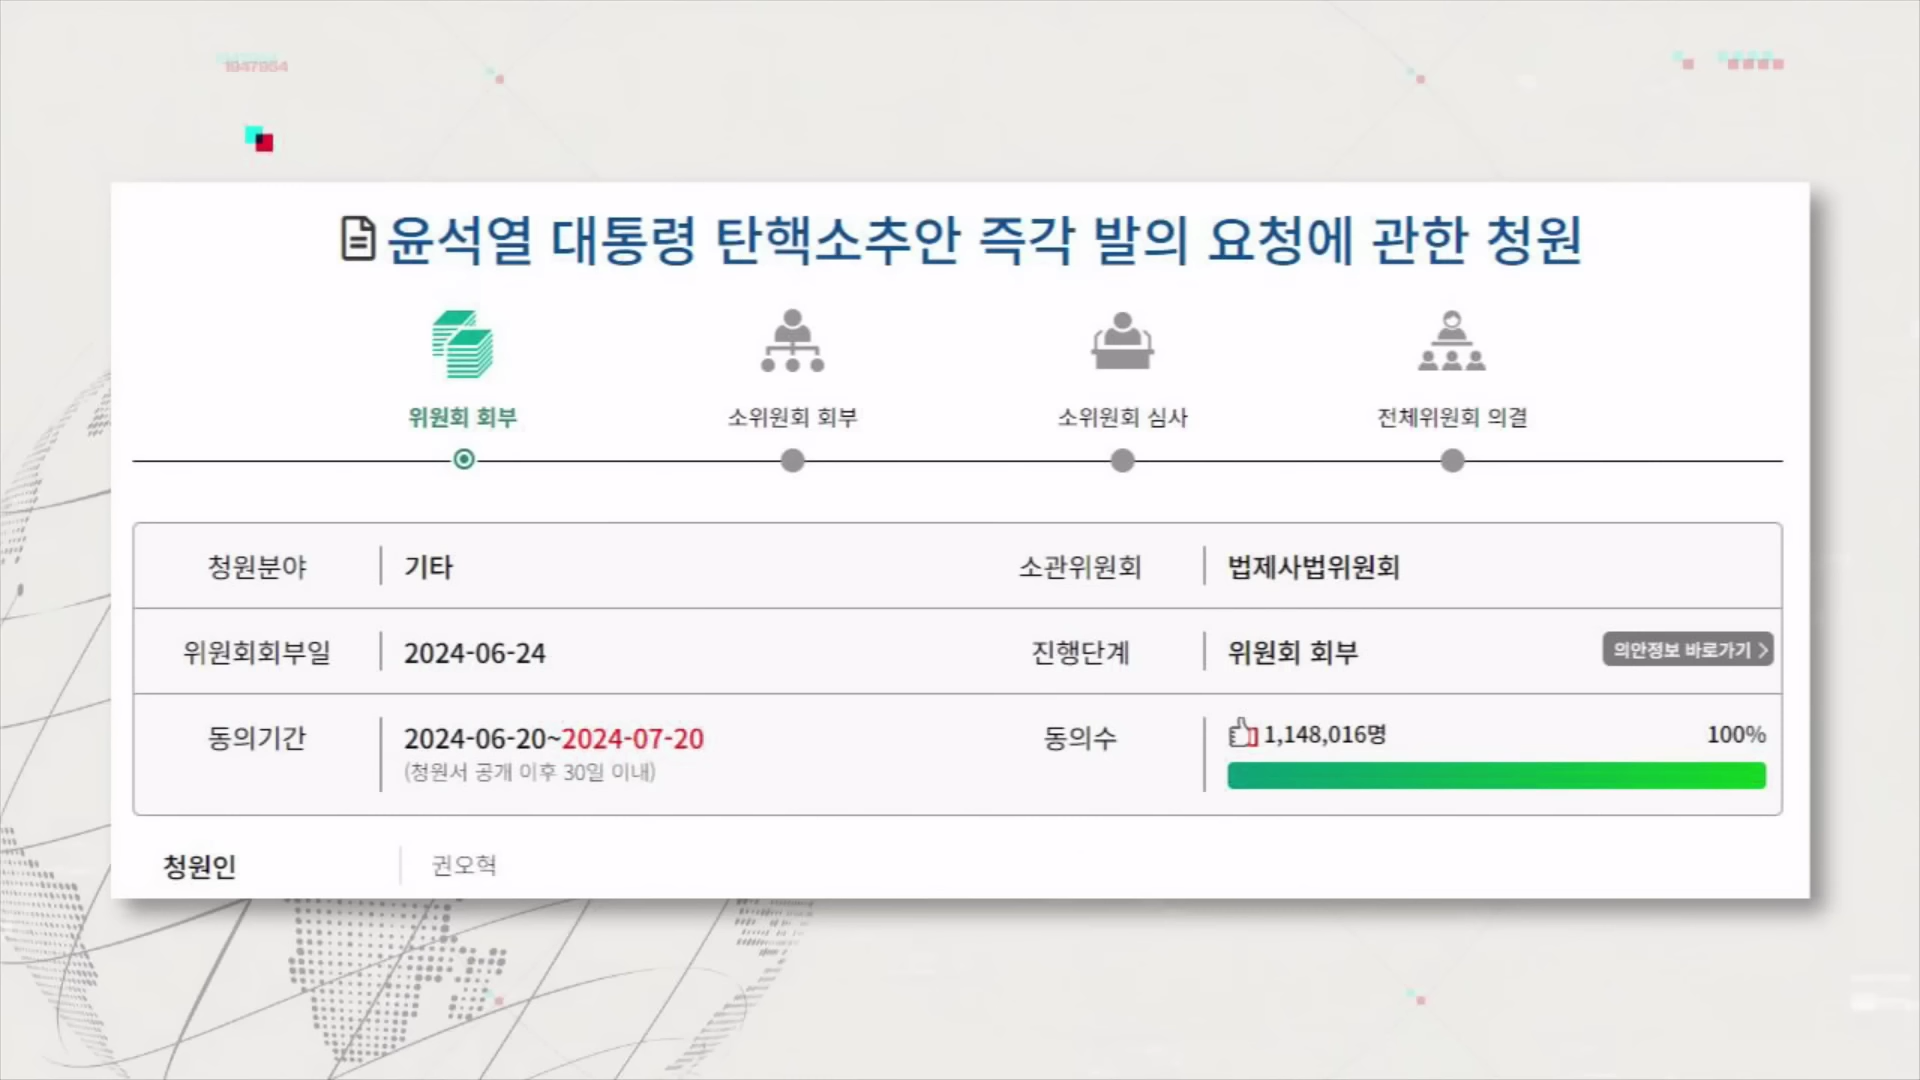 1947964
윤석열 대통령 탄핵소추안 즉각 발의 요청에 관한 청원
위원회 회부
소위원회 회부
소위원회 심사
전체위원회 의결
청원분야 기타 소관위원회 법제사법위원회
위원회회부일 2024-06-24 진행단계 위원회 회부 의안정보 바로가기 >
동의기간 2024-06-20~2024-07-20 동의수 1,148,016명 100%
(청원서 공개 이후 30일 이내)
청원인 권오혁